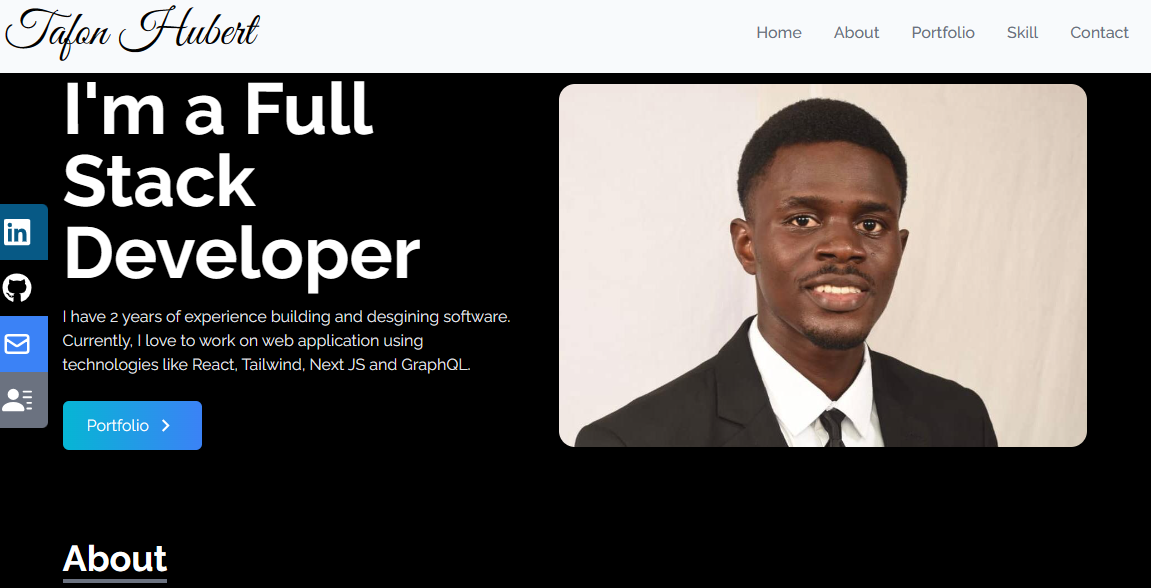 Tafon Hubert
Home About Portfolio Skill Contact
I'm a Full
Stack
Developer
in
I have 2 years of experience building and desgining software.
Currently, I love to work on web application using
technologies like React, Tailwind, Next JS and GraphQL.
Portfolio
About